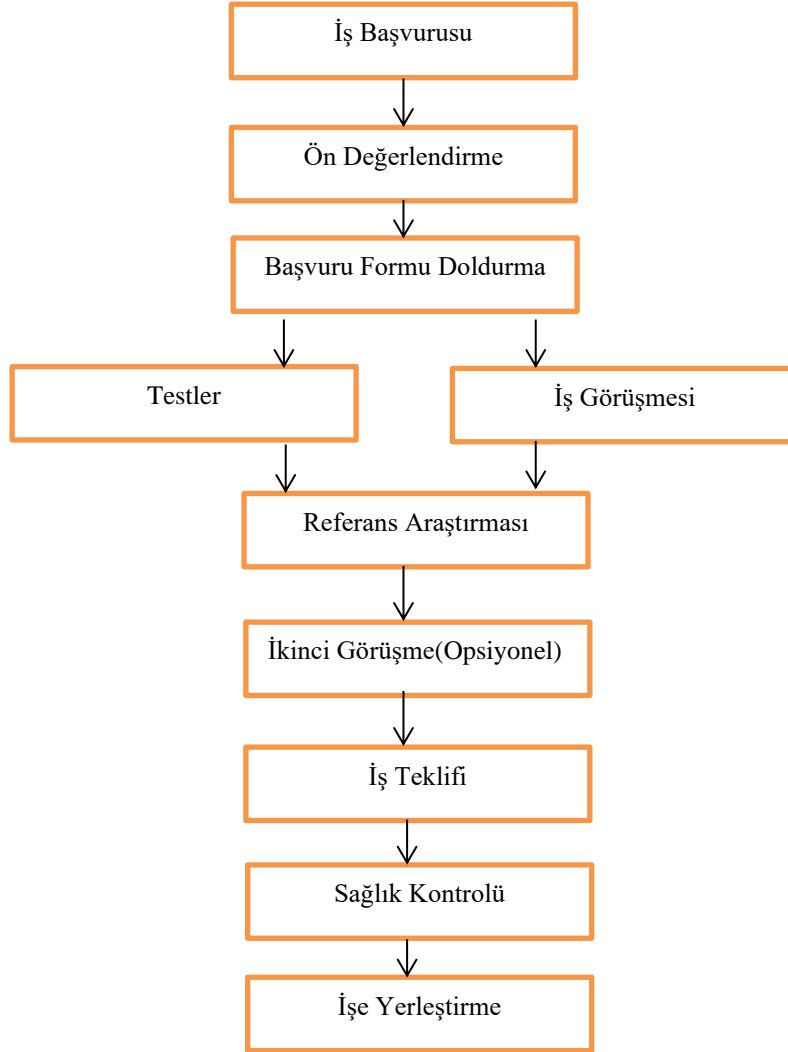 İş Başvurusu
Ön Değerlendirme
Başvuru Formu Doldurma
Testler
İş Görüşmesi
Referans Araştırması
İkinci Görüşme(Opsiyonel)
İş Teklifi
Sağlık Kontrolü
İşe Yerleştirme